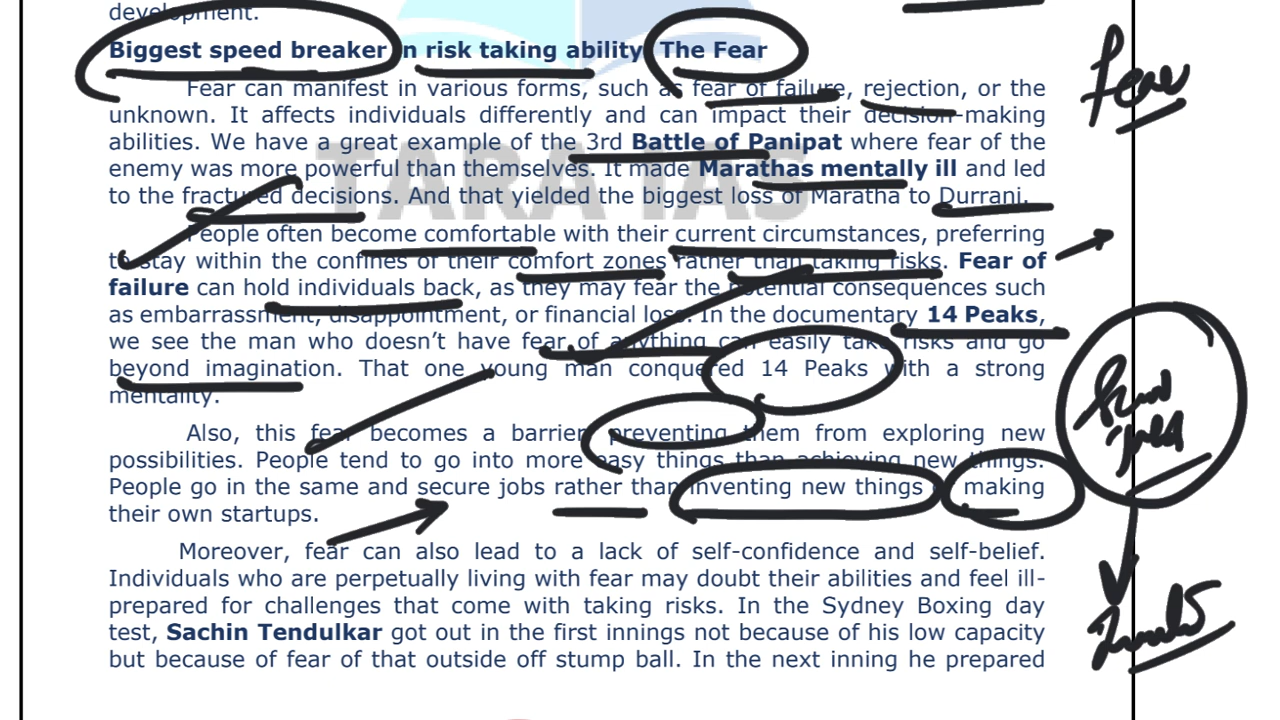 development.
Biggest speed breaker in risk taking ability The Fear
Fear can manifest in various forms, such as fear of failure, rejection, or the
unknown. It affects individuals differently and can impact their decision-making
abilities. We have a great example of the 3rd Battle of Panipat where fear of the
enemy was more powerful than themselves. It made Marathas mentally ill and led
to the fractured decisions. And that yielded the biggest loss of Maratha to Durrani.
People often become comfortable with their current circumstances, preferring
to stay within the confines of their comfort zones rather than taking risks. Fear of
failure can hold individuals back, as they may fear the potential consequences such
as embarrassment, disappointment, or financial loss. In the documentary 14 Peaks,
we see the man who doesn’t have fear of anything can easily take risks and go
beyond imagination. That one young man conquered 14 Peaks with a strong
mentality.
Also, this fear becomes a barrier, preventing them from exploring new
possibilities. People tend to go into more easy things than achieving new things.
People go in the same and secure jobs rather than inventing new things or making
their own startups.
Moreover, fear can also lead to a lack of self-confidence and self-belief.
Individuals who are perpetually living with fear may doubt their abilities and feel ill-
prepared for challenges that come with taking risks. In the Sydney Boxing day
test, Sachin Tendulkar got out in the first innings not because of his low capacity
but because of fear of that outside off stump ball. In the next inning he prepared
TARA IAS
Fear